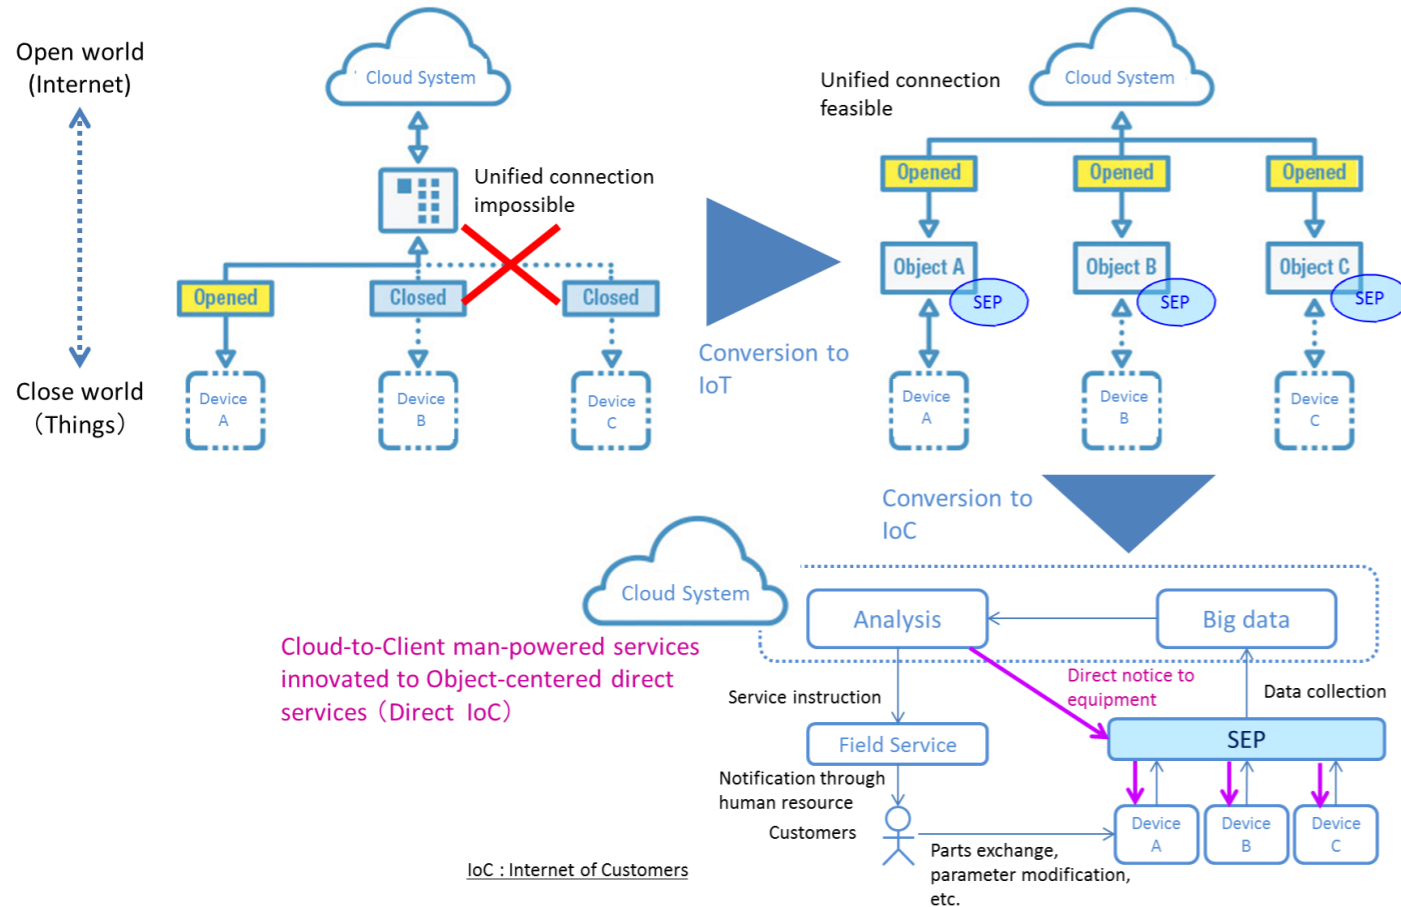 Open world
(Internet)
Close world
（Things）
Cloud System
Unified connection
impossible
Opened
Closed
Closed
Device
A
Device
B
Device
C
Conversion to
IoT
Unified connection
feasible
Cloud System
Opened
Opened
Opened
Object A
SEP
Object B
SEP
Object C
SEP
Device
A
Device
B
Device
C
Conversion to
IoC
Cloud System
Analysis
Big data
Cloud-to-Client man-powered services
innovated to Object-centered direct
services（Direct IoC）
Service instruction
Direct notice to
equipment
Data collection
Field Service
SEP
Notification through
human resource
Customers
Device
A
Device
B
Device
C
Parts exchange,
parameter modification,
etc.
IoC : Internet of Customers